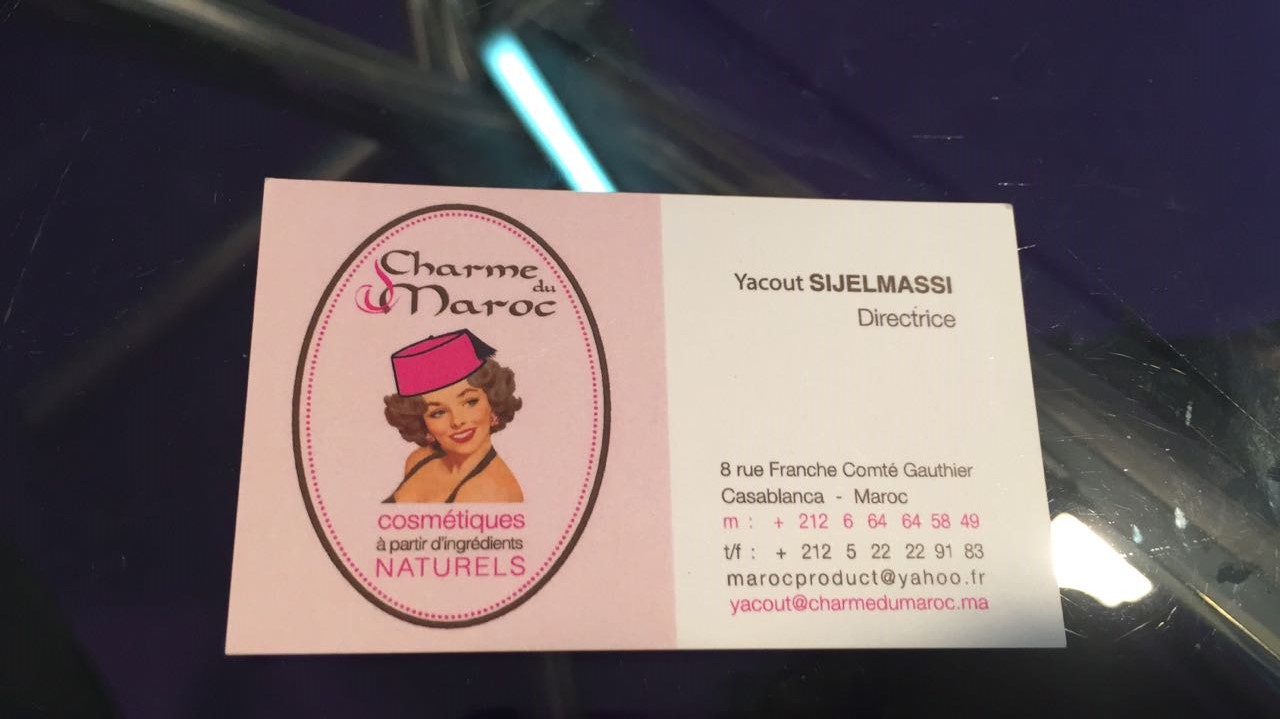 Charme
du
Maroc
cosmétiques
à partir d'ingrédients
NATURELS
Yacout SIJELMASSI
Directrice
8 rue Franche Comté Gauthier
Casablanca - Maroc
m : + 212 6 64 64 58 49
t/f : + 212 5 22 22 91 83
marocproduct@yahoo.fr
yacout@charmedumaroc.ma